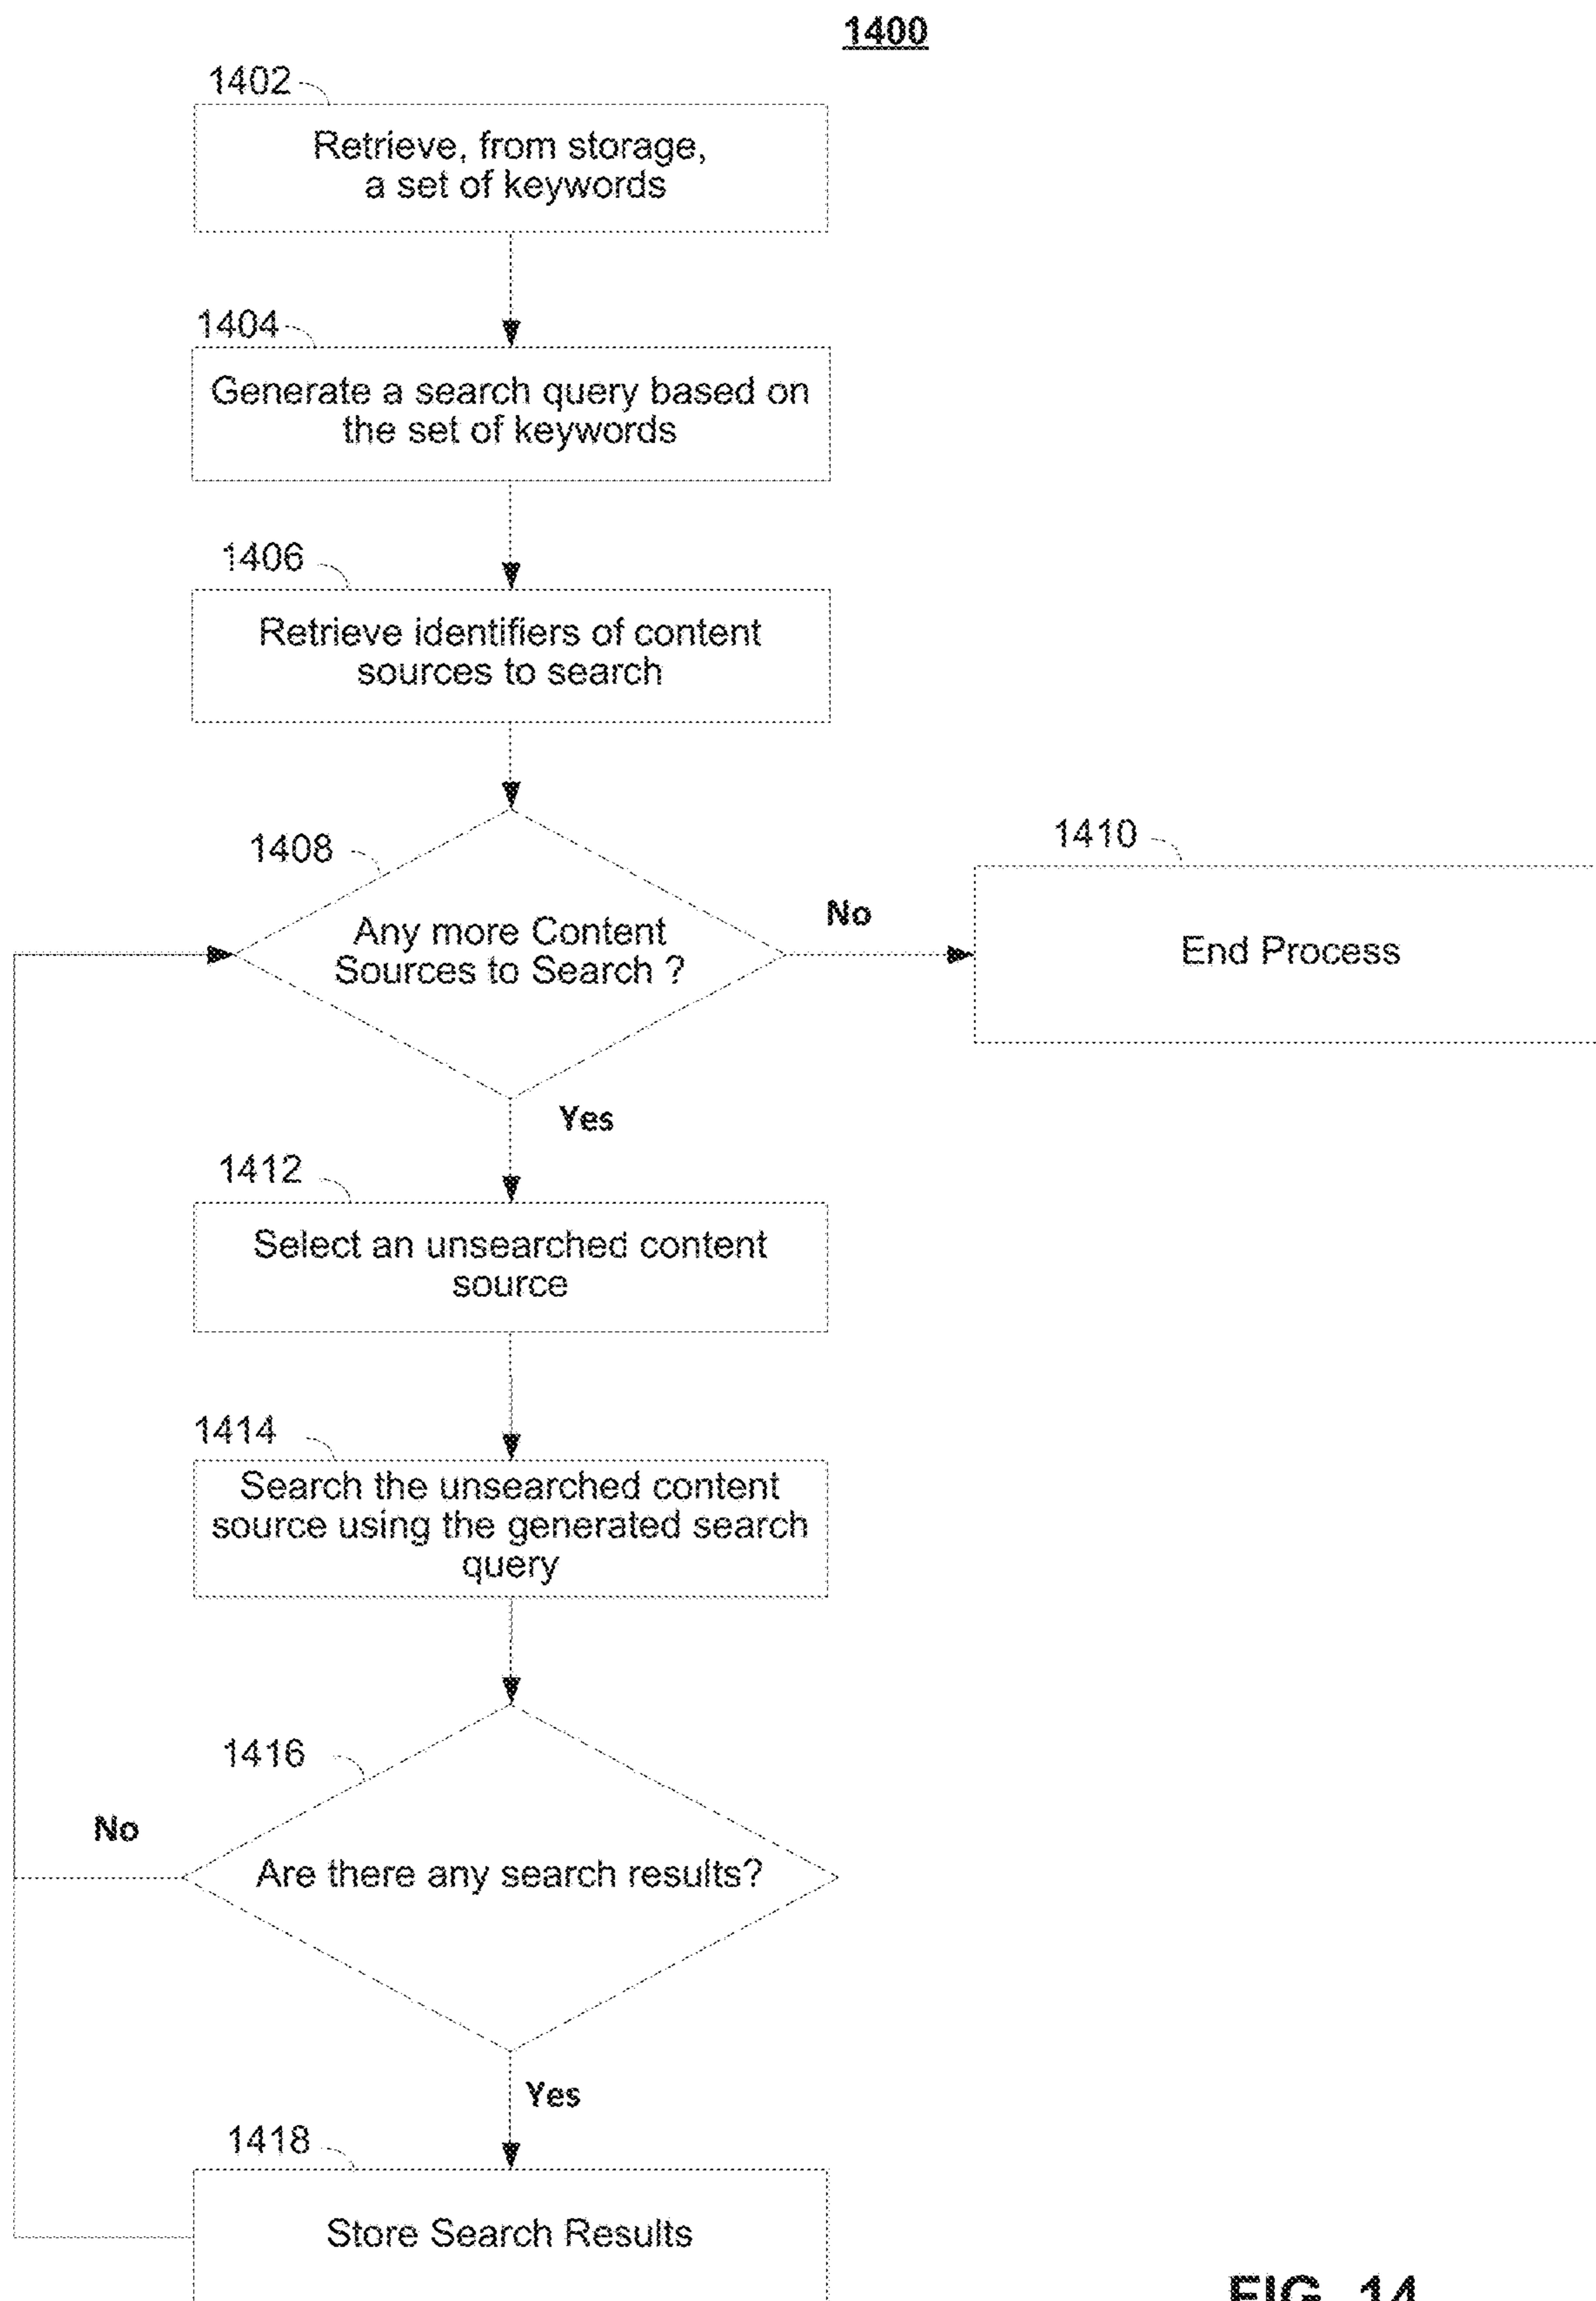 1400
1402
Retrieve, from storage,
a set of keywords
1404
Generate a search query based on
the set of keywords
1406
Retrieve identifiers of content
sources to search
1408
Any more Content
Sources to Search ?
No
1410
End Process
Yes
1412
Select an unsearched content
source
1414
Search the unsearched content
source using the generated search
query
1416
No
Are there any search results?
Yes
1418
Store Search Results
FIG. 14